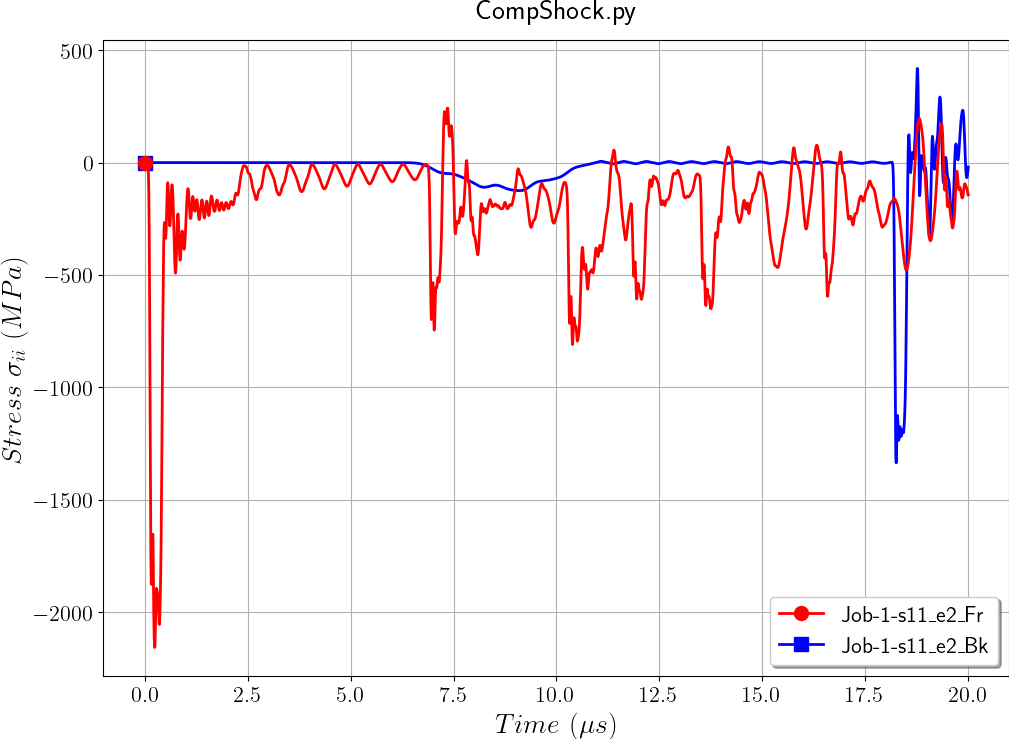 CompShock.py
500
0
−500
−1000
−1500
−2000
Stress σii (MPa)
0.0 2.5 5.0 7.5 10.0 12.5 15.0 17.5 20.0
Time (μs)
Job-1-s11_e2_Fr
Job-1-s11_e2_Bk